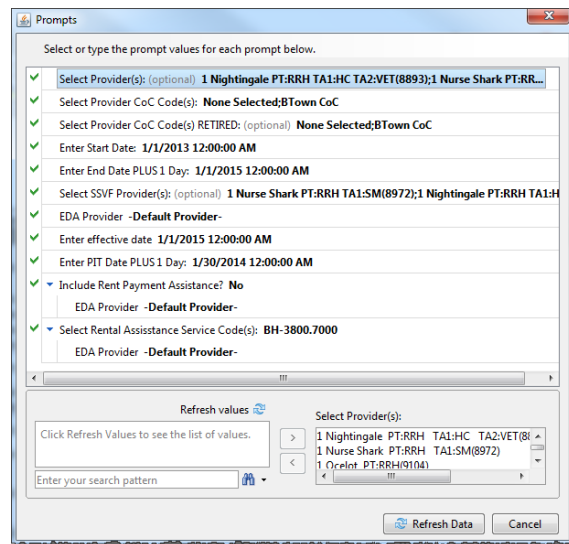 Prompts
Select or type the prompt values for each prompt below.
Select Provider(s): (optional) 1 Nightingale PT:RRH TA1:HC TA2:VET(8893);1 Nurse Shark PT:RR...
Select Provider CoC Code(s): None Selected;BTown CoC
Select Provider CoC Code(s) RETIRED: (optional) None Selected;BTown CoC
Enter Start Date: 1/1/2013 12:00:00 AM
Enter End Date PLUS 1 Day: 1/1/2015 12:00:00 AM
Select SSVF Provider(s): (optional) 1 Nurse Shark PT:RRH TA1:SM(8972);1 Nightingale PT:RRH TA1:H
EDA Provider -Default Provider-
Enter effective date 1/1/2015 12:00:00 AM
Enter PIT Date PLUS 1 Day: 1/30/2014 12:00:00 AM
Include Rent Payment Assistance? No
EDA Provider -Default Provider-
Select Rental Assisstance Service Code(s): BH-3800.7000
EDA Provider -Default Provider-
Refresh values
Select Provider(s):
Click Refresh Values to see the list of values.
1 Nightingale PT:RRH TA1:HC TA2:VET(88
1 Nurse Shark PT:RRH TA1:SM(8972)
1 Ocelot PT:RRH(9104)
>
<
Enter your search pattern
Refresh Data
Cancel